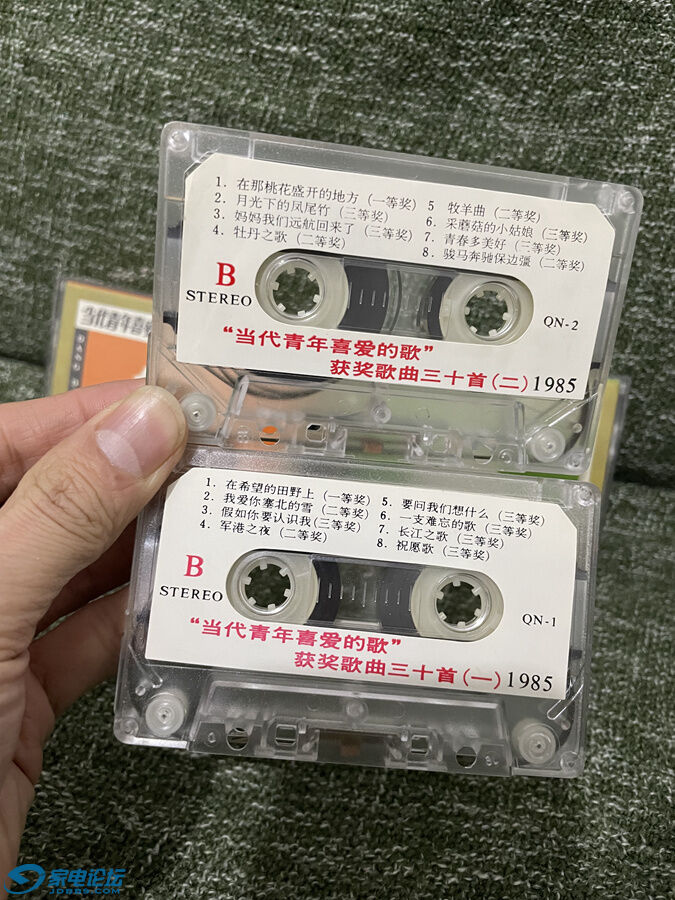 1. 在那桃花盛开的地方 (一等奖)
2. 月光下的凤尾竹 (三等奖)
3. 妈妈我们远航回来了 (三等奖)
4. 牡丹之歌 (二等奖)
5 牧羊曲 (二等奖)
6. 采蘑菇的小姑娘 (三等奖)
7. 青春多美好 (三等奖)
8. 骏马奔驰保边彊 (二等奖)
B
STEREO
QN-2
“当代青年喜爱的歌”
获奖歌曲三十首(二) 1985
当代青年喜
1. 在希望的田野上 (一等奖)
2. 我爱你塞北的雪 (二等奖)
3. 假如你要认识我(三等奖)
4. 军港之夜 (二等奖)
5. 要问我们想什么 (三等奖)
6. 一支难忘的歌 (三等奖)
7. 长江之歌 (三等奖)
8. 祝愿歌 (三等奖)
B
STEREO
QN-1
“当代青年喜爱的歌”
获奖歌曲三十首(一) 1985
家电论坛
JDBBS.COM